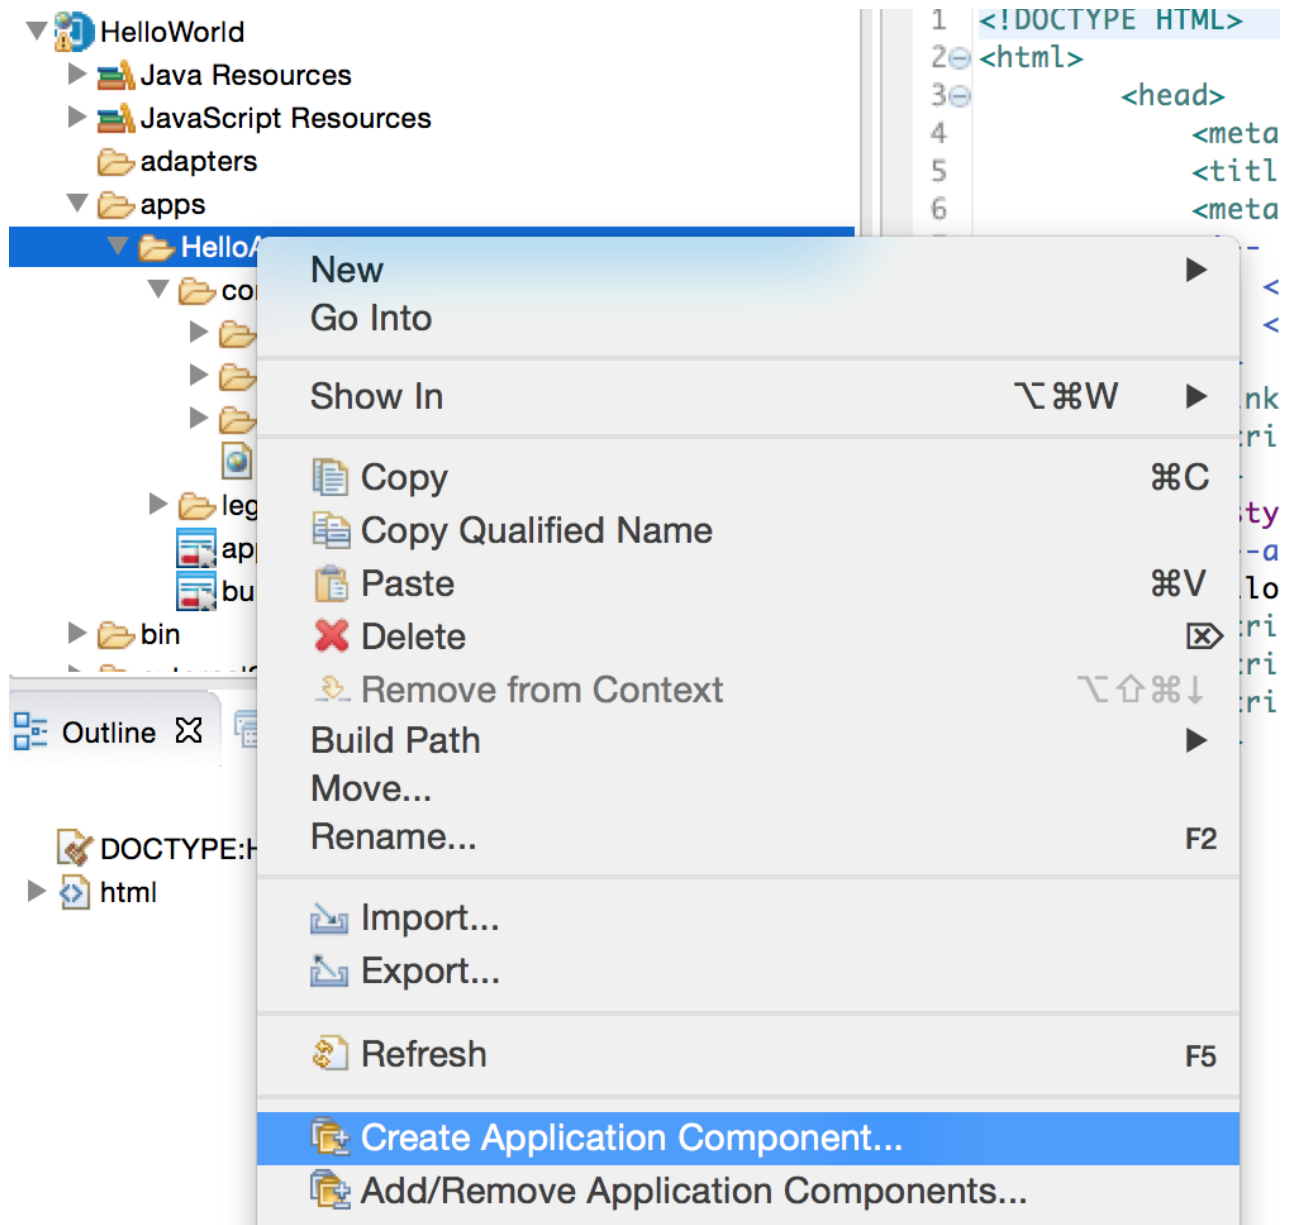 HelloWorld
Java Resources
JavaScript Resources
adapters
apps
bin
Outline
html
1 <!DOCTYPE HTML>
2 <html>
3 <head>
4 <meta
5 <titl
6 <meta
New
Go Into
Show In ⌥⌘W
Copy ⌘C
Copy Qualified Name
Paste ⌘V
Delete ⌦
Remove from Context ⌥⇧⌘↓
Build Path
Move...
Rename... F2
Import...
Export...
Refresh F5
Create Application Component...
Add/Remove Application Components...